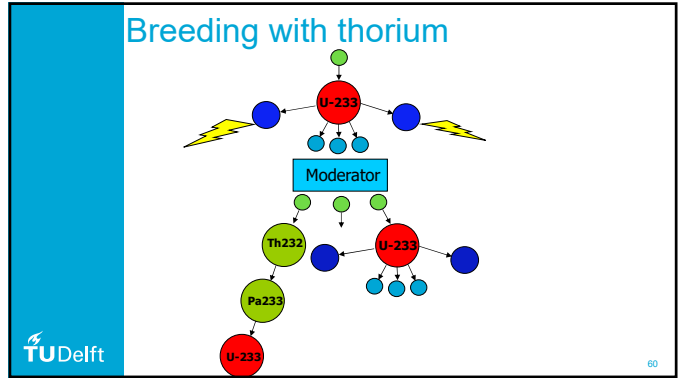 Breeding with thorium
U-233
Moderator
Th232
U-233
Pa233
U-233
TUDelft
60